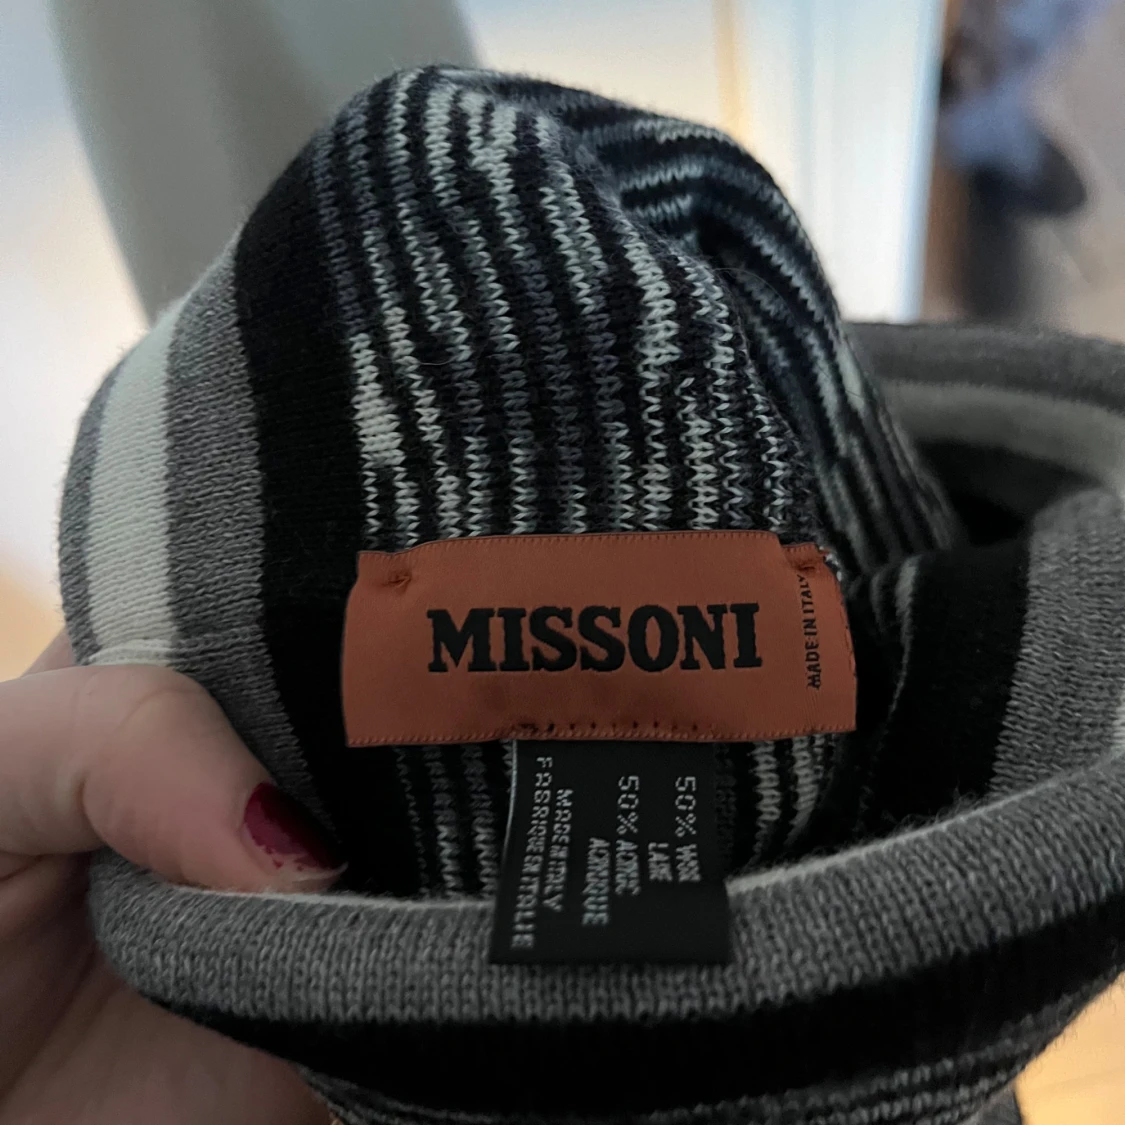 MISSONI
MADE IN ITALY
50% WOOL
LAINE
50% ACRYLIC
ACRYLIQUE
MADE IN ITALY
FABRIQUE EN ITALIE